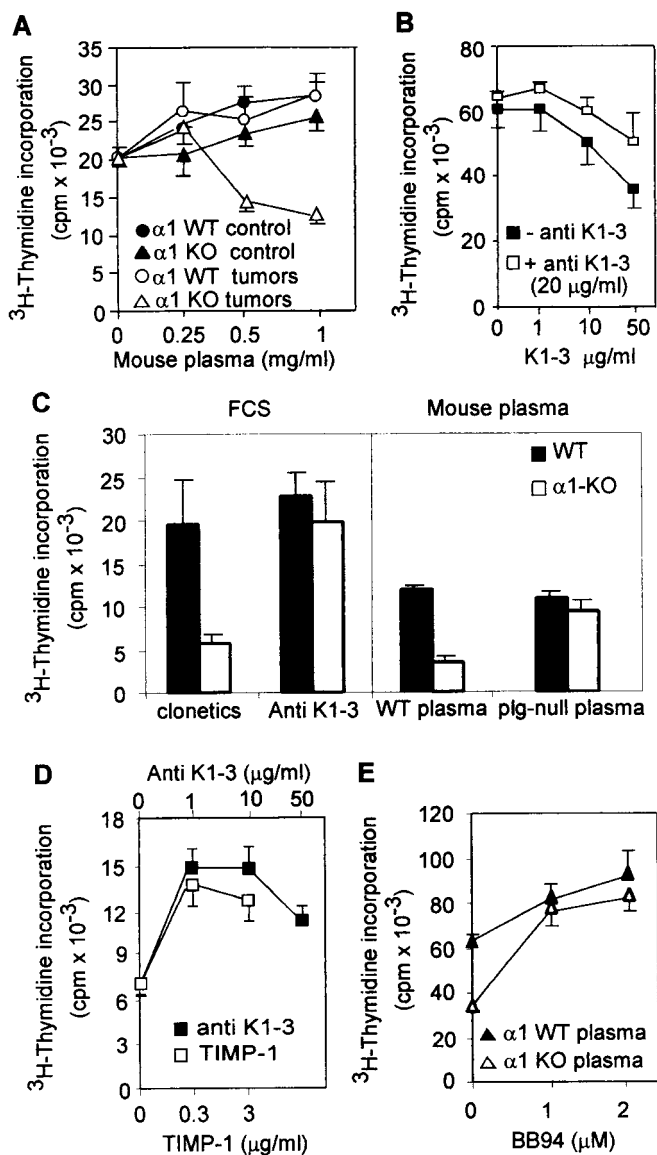 A
³H-Thymidine incorporation
(cpm x 10⁻³)
35
30
25
20
15
10
5
0
● α1 WT control
▲ α1 KO control
○ α1 WT tumors
△ α1 KO tumors
0 0.25 0.5 1
Mouse plasma (mg/ml)
B
³H-Thymidine incorporation
(cpm x 10⁻³)
80
60
40
20
0
■ - anti K1-3
□ + anti K1-3
(20 µg/ml)
0 1 10 50
K1-3 µg/ml
C
FCS
Mouse plasma
³H-Thymidine incorporation
(cpm x 10⁻³)
30
25
20
15
10
5
0
WT
α1-KO
clonetics
Anti K1-3
WT plasma
plg-null plasma
D
Anti K1-3 (µg/ml)
0 1 10 50
³H-Thymidine incorporation
(cpm x 10⁻³)
18
15
12
9
6
3
0
■ anti K1-3
□ TIMP-1
0 0.3 3
TIMP-1 (µg/ml)
E
³H-Thymidine incorporation
(cpm x 10⁻³)
120
100
80
60
40
20
0
▲ α1 WT plasma
△ α1 KO plasma
0 1 2
BB94 (µM)